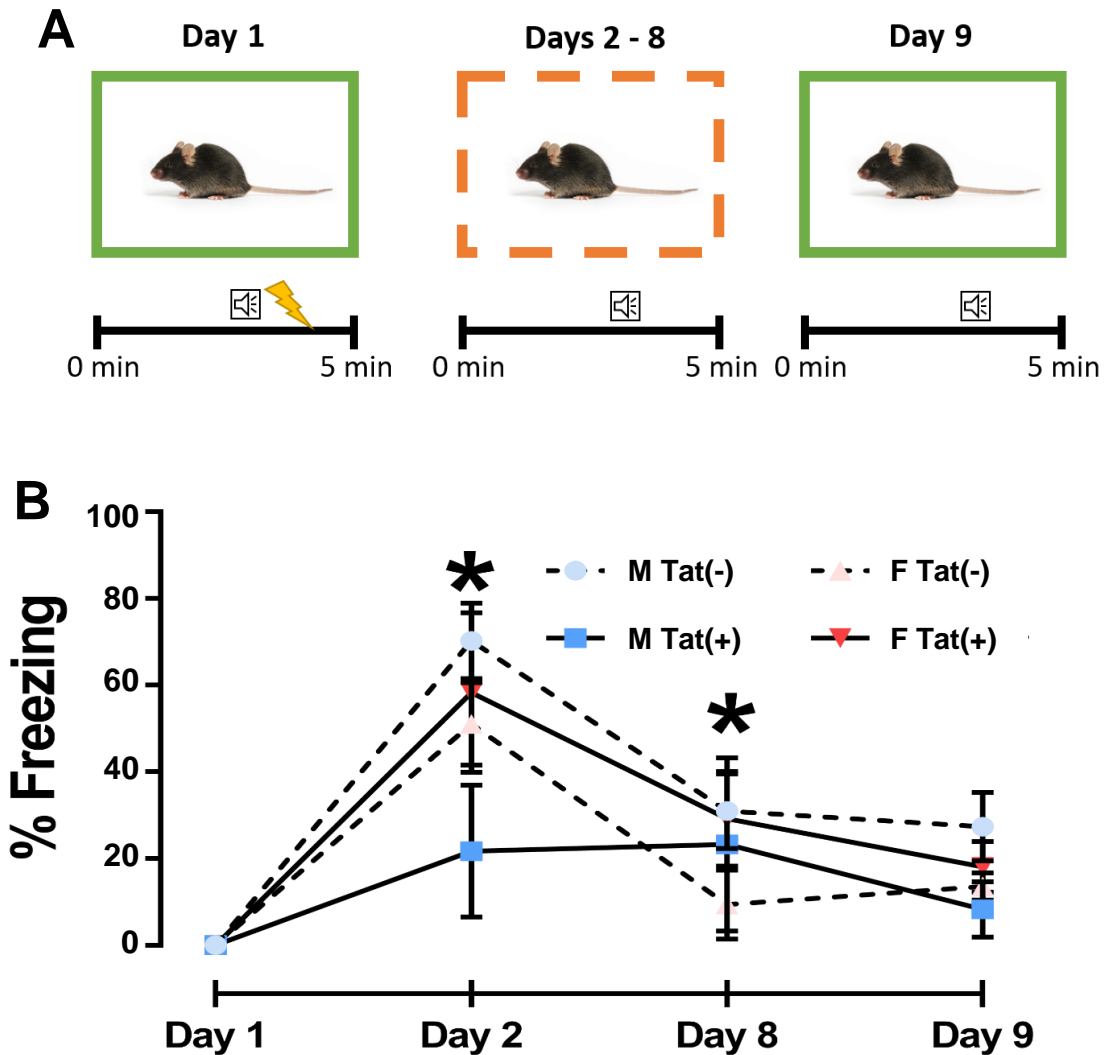 A
Day 1
Days 2 - 8
Day 9
0 min
5 min
0 min
5 min
0 min
5 min
B
% Freezing
100
80
60
40
20
0
*
*
M Tat(-)
F Tat(-)
M Tat(+)
F Tat(+)
Day 1
Day 2
Day 8
Day 9